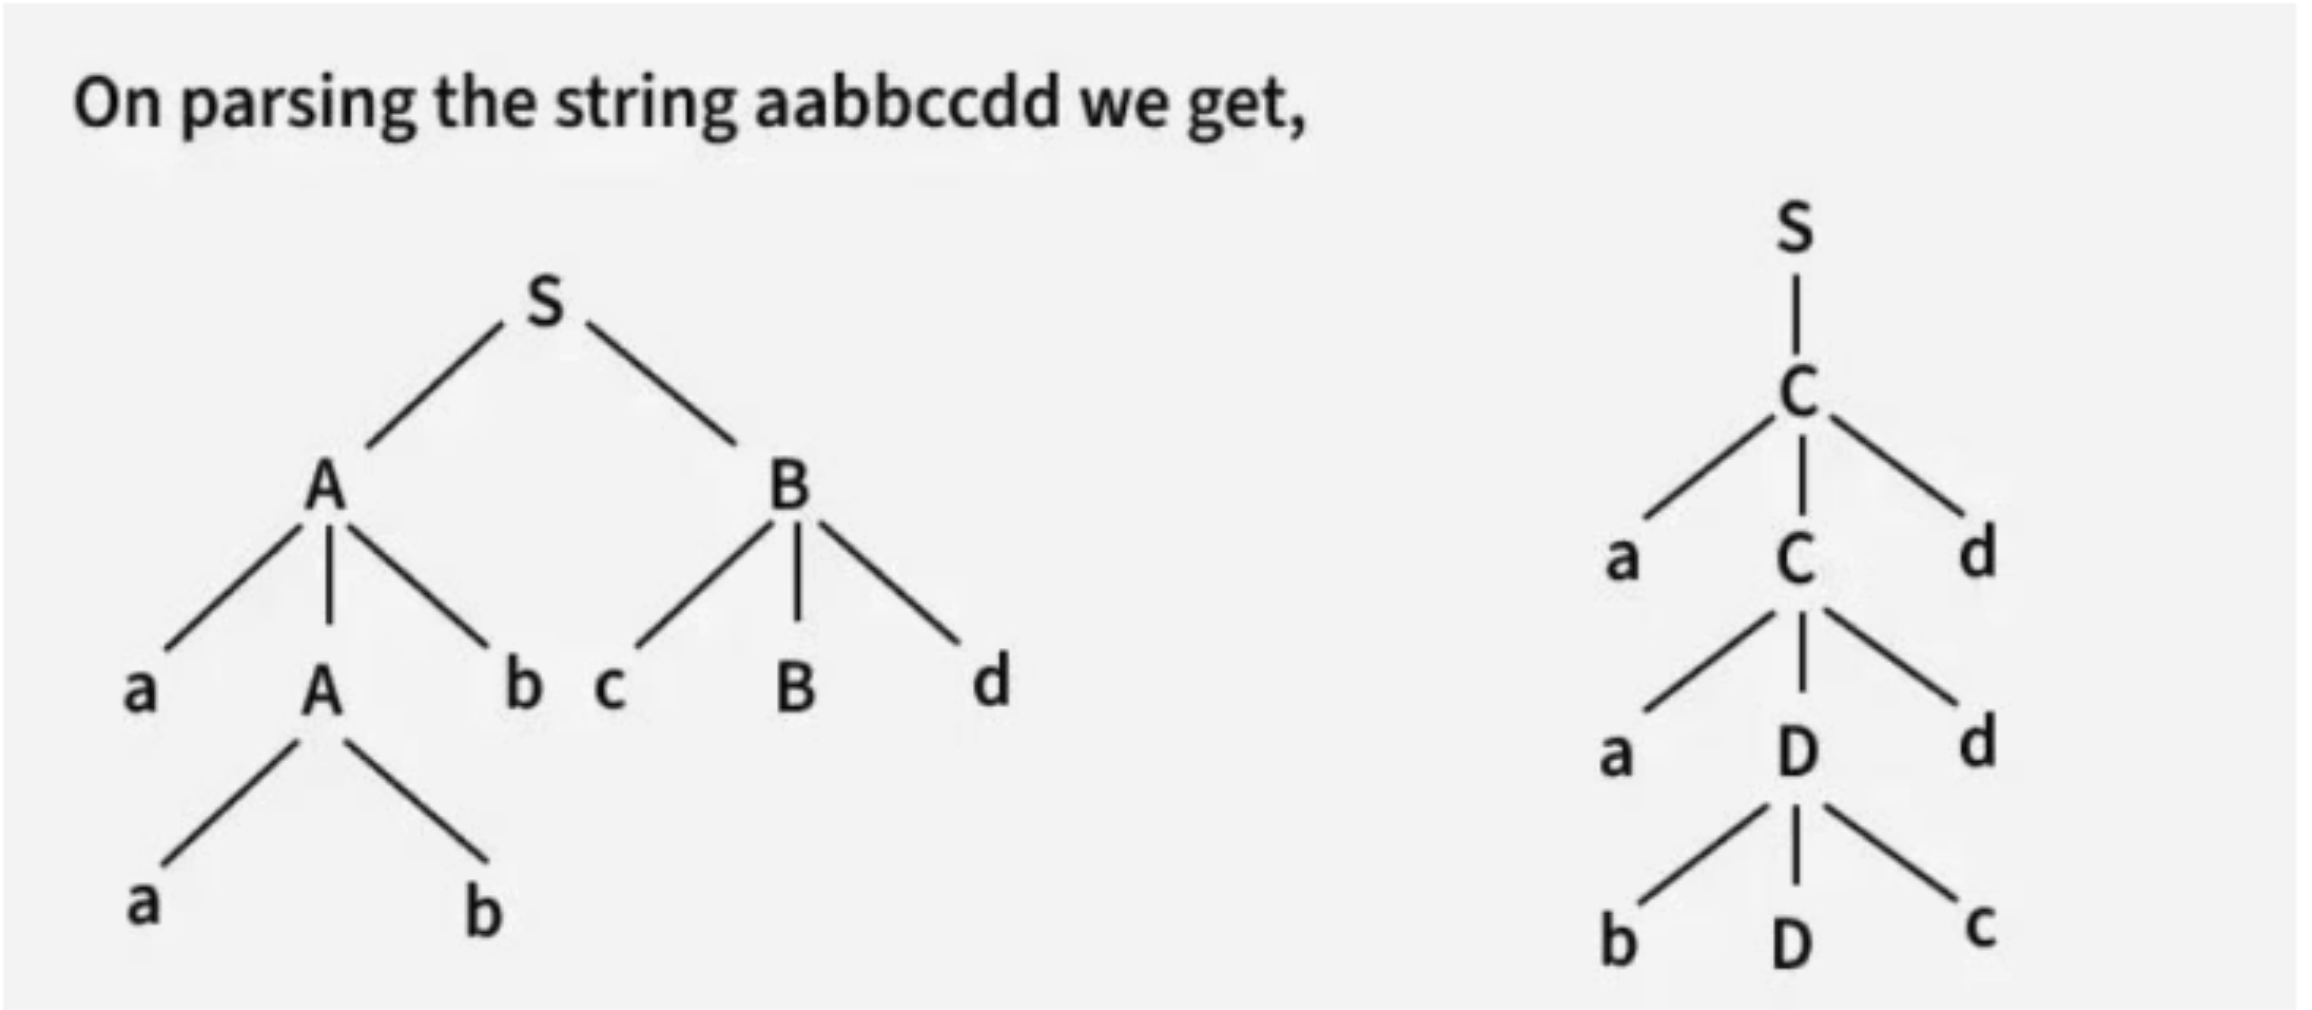 On parsing the string aabbccdd we get,
S
S
C
A B
a C d
a A b c B d
a D d
a b
b D c